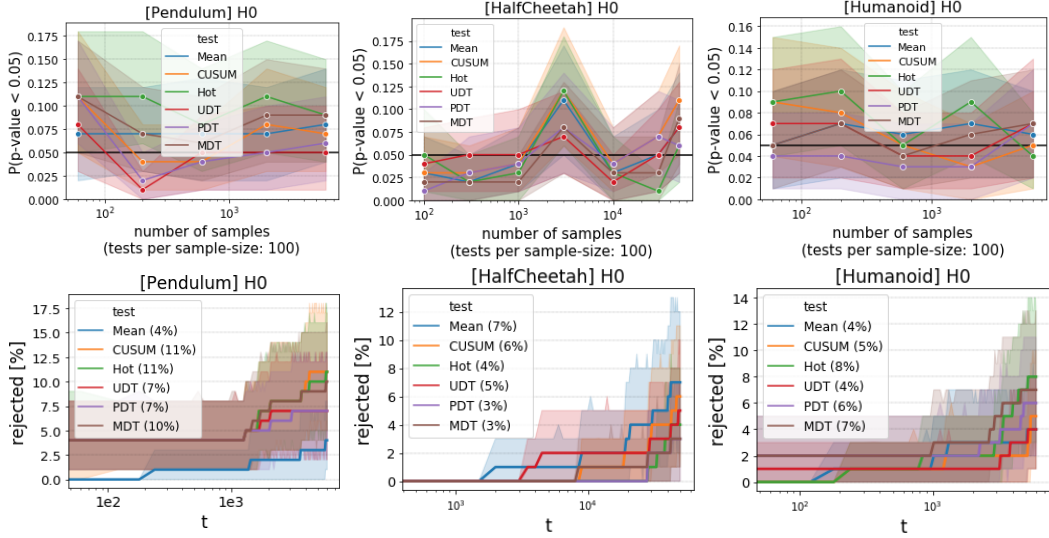 [Pendulum] H0
P(p-value < 0.05)
0.175
0.150
0.125
0.100
0.075
0.050
0.025
0.000
test
Mean
CUSUM
Hot
UDT
PDT
MDT
10²
10³
number of samples
(tests per sample-size: 100)
[HalfCheetah] H0
P(p-value < 0.05)
0.200
0.175
0.150
0.125
0.100
0.075
0.050
0.025
0.000
test
Mean
CUSUM
Hot
UDT
PDT
MDT
10²
10³
10⁴
number of samples
(tests per sample-size: 100)
[Humanoid] H0
P(p-value < 0.05)
0.16
0.14
0.12
0.10
0.08
0.06
0.04
0.02
0.00
test
Mean
CUSUM
Hot
UDT
PDT
MDT
10²
10³
number of samples
(tests per sample-size: 100)
[Pendulum] H0
rejected [%]
17.5
15.0
12.5
10.0
7.5
5.0
2.5
0.0
test
Mean (4%)
CUSUM (11%)
Hot (11%)
UDT (7%)
PDT (7%)
MDT (10%)
1e2
1e3
t
[HalfCheetah] H0
rejected [%]
12
10
8
6
4
2
0
test
Mean (7%)
CUSUM (6%)
Hot (4%)
UDT (5%)
PDT (3%)
MDT (3%)
10³
10⁴
t
[Humanoid] H0
rejected [%]
14
12
10
8
6
4
2
0
test
Mean (4%)
CUSUM (5%)
Hot (8%)
UDT (4%)
PDT (6%)
MDT (7%)
10²
10³
t